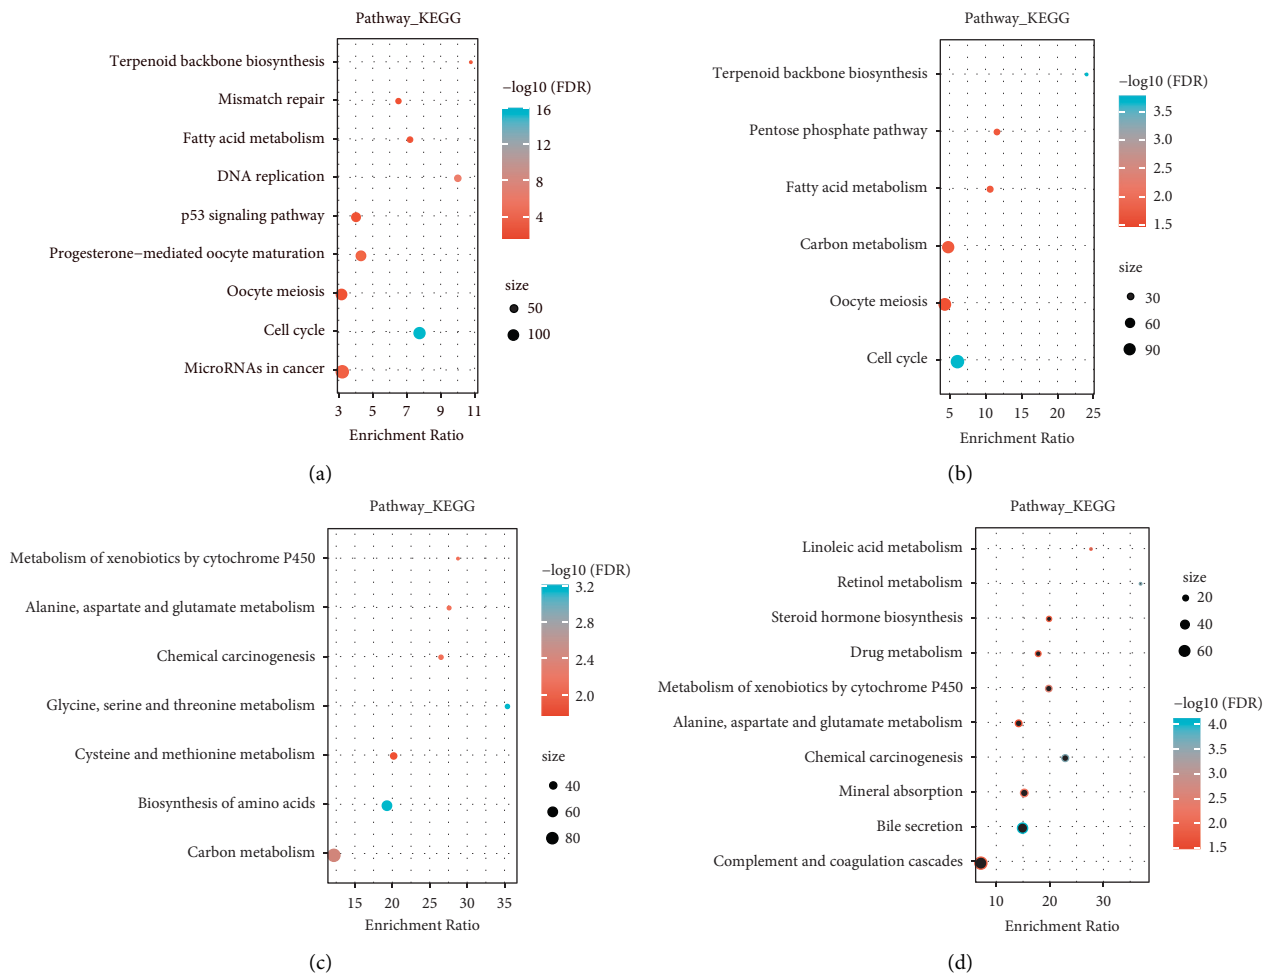 Pathway_KEGG
Terpenoid backbone biosynthesis
Mismatch repair
Fatty acid metabolism
DNA replication
p53 signaling pathway
Progesterone−mediated oocyte maturation
Oocyte meiosis
Cell cycle
MicroRNAs in cancer
3 5 7 9 11
Enrichment Ratio
−log10 (FDR)
16
12
8
4
size
50
100
(a)
Pathway_KEGG
Terpenoid backbone biosynthesis
Pentose phosphate pathway
Fatty acid metabolism
Carbon metabolism
Oocyte meiosis
Cell cycle
5 10 15 20 25
Enrichment Ratio
−log10 (FDR)
3.5
3.0
2.5
2.0
1.5
size
30
60
90
(b)
Pathway_KEGG
Metabolism of xenobiotics by cytochrome P450
Alanine, aspartate and glutamate metabolism
Chemical carcinogenesis
Glycine, serine and threonine metabolism
Cysteine and methionine metabolism
Biosynthesis of amino acids
Carbon metabolism
15 20 25 30 35
Enrichment Ratio
−log10 (FDR)
3.2
2.8
2.4
2.0
size
40
60
80
(c)
Pathway_KEGG
Linoleic acid metabolism
Retinol metabolism
Steroid hormone biosynthesis
Drug metabolism
Metabolism of xenobiotics by cytochrome P450
Alanine, aspartate and glutamate metabolism
Chemical carcinogenesis
Mineral absorption
Bile secretion
Complement and coagulation cascades
10 20 30
Enrichment Ratio
size
20
40
60
−log10 (FDR)
4.0
3.5
3.0
2.5
2.0
1.5
(d)